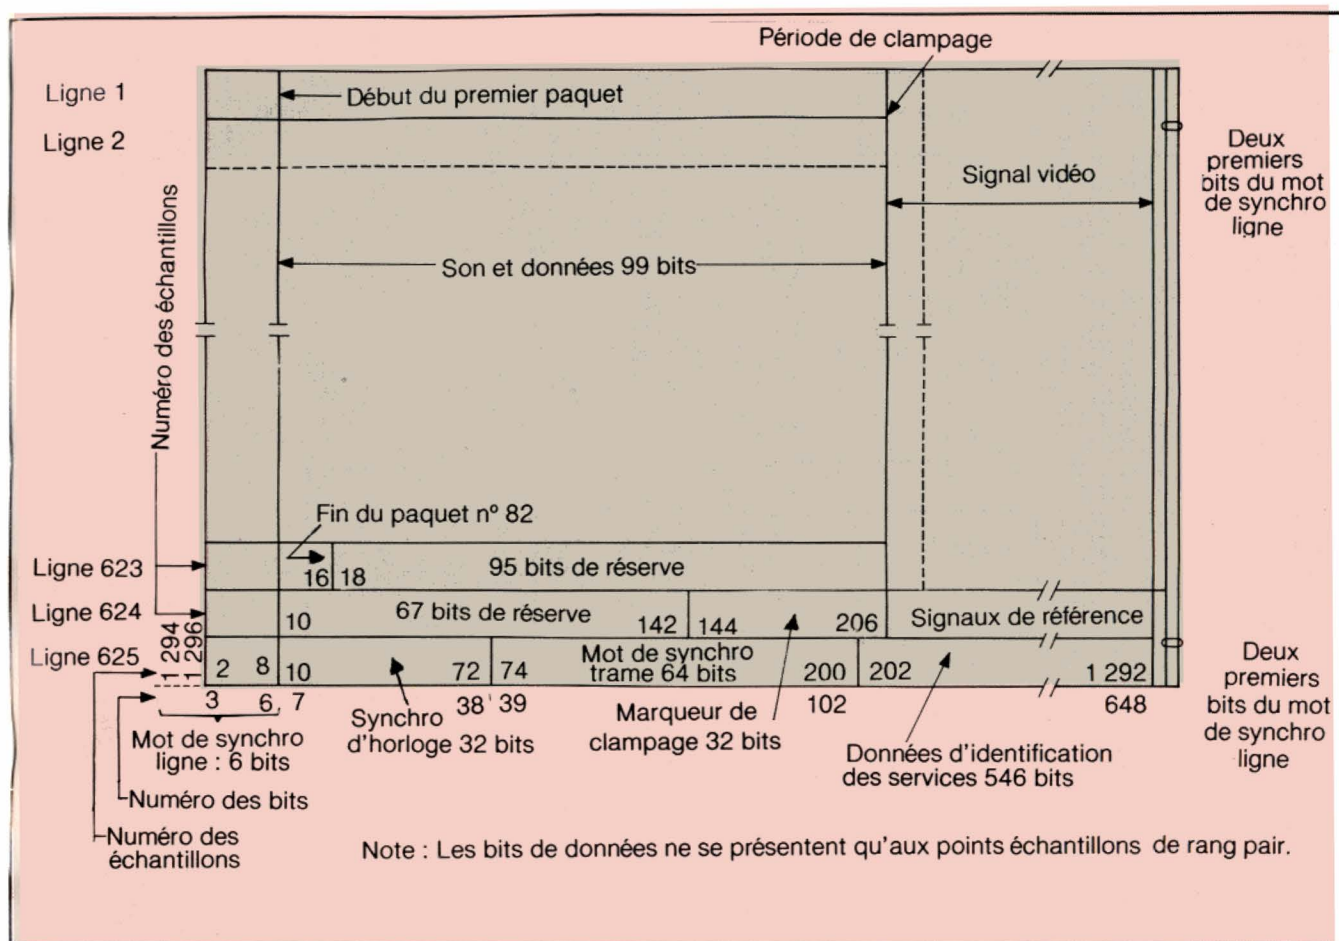 Période de clampage
Ligne 1
Début du premier paquet
Ligne 2
Deux
premiers
bits du mot
de synchro
ligne
Signal vidéo
Numéro des échantillons
Son et données 99 bits
Fin du paquet nº 82
Ligne 623
16 18
95 bits de réserve
Ligne 624
10
67 bits de réserve
142 144
206
Signaux de référence
1 294
1 296
Ligne 625
2 8 10
72 74
Mot de synchro
trame 64 bits
200 202
1 292
Deux
premiers
bits du mot
de synchro
ligne
3 6 7
38 39
102
648
Mot de synchro
ligne : 6 bits
Synchro
d'horloge 32 bits
Marqueur de
clampage 32 bits
Données d'identification
des services 546 bits
Numéro des bits
Numéro des
échantillons
Note : Les bits de données ne se présentent qu'aux points échantillons de rang pair.